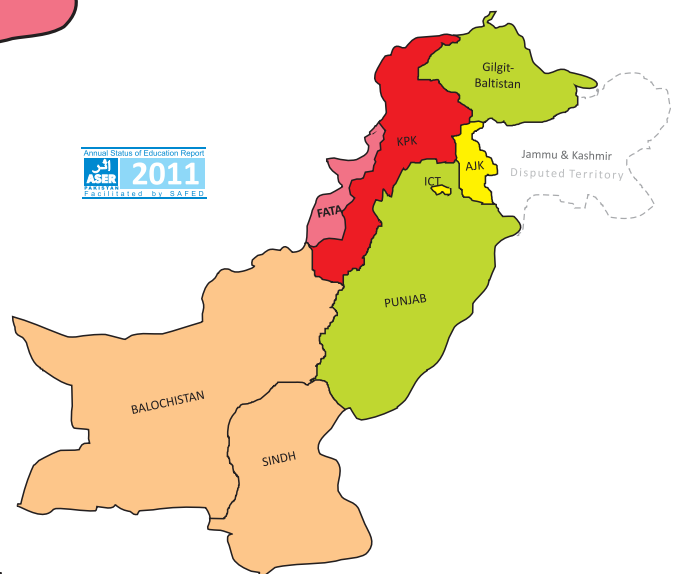 Gilgit-
Baltistan
KPK
Jammu & Kashmir
Disputed Territory
AJK
ICT
Annual Status of Education Report
اثر
ASER
PAKISTAN
2011
Facilitated by SAFED
FATA
PUNJAB
BALOCHISTAN
SINDH